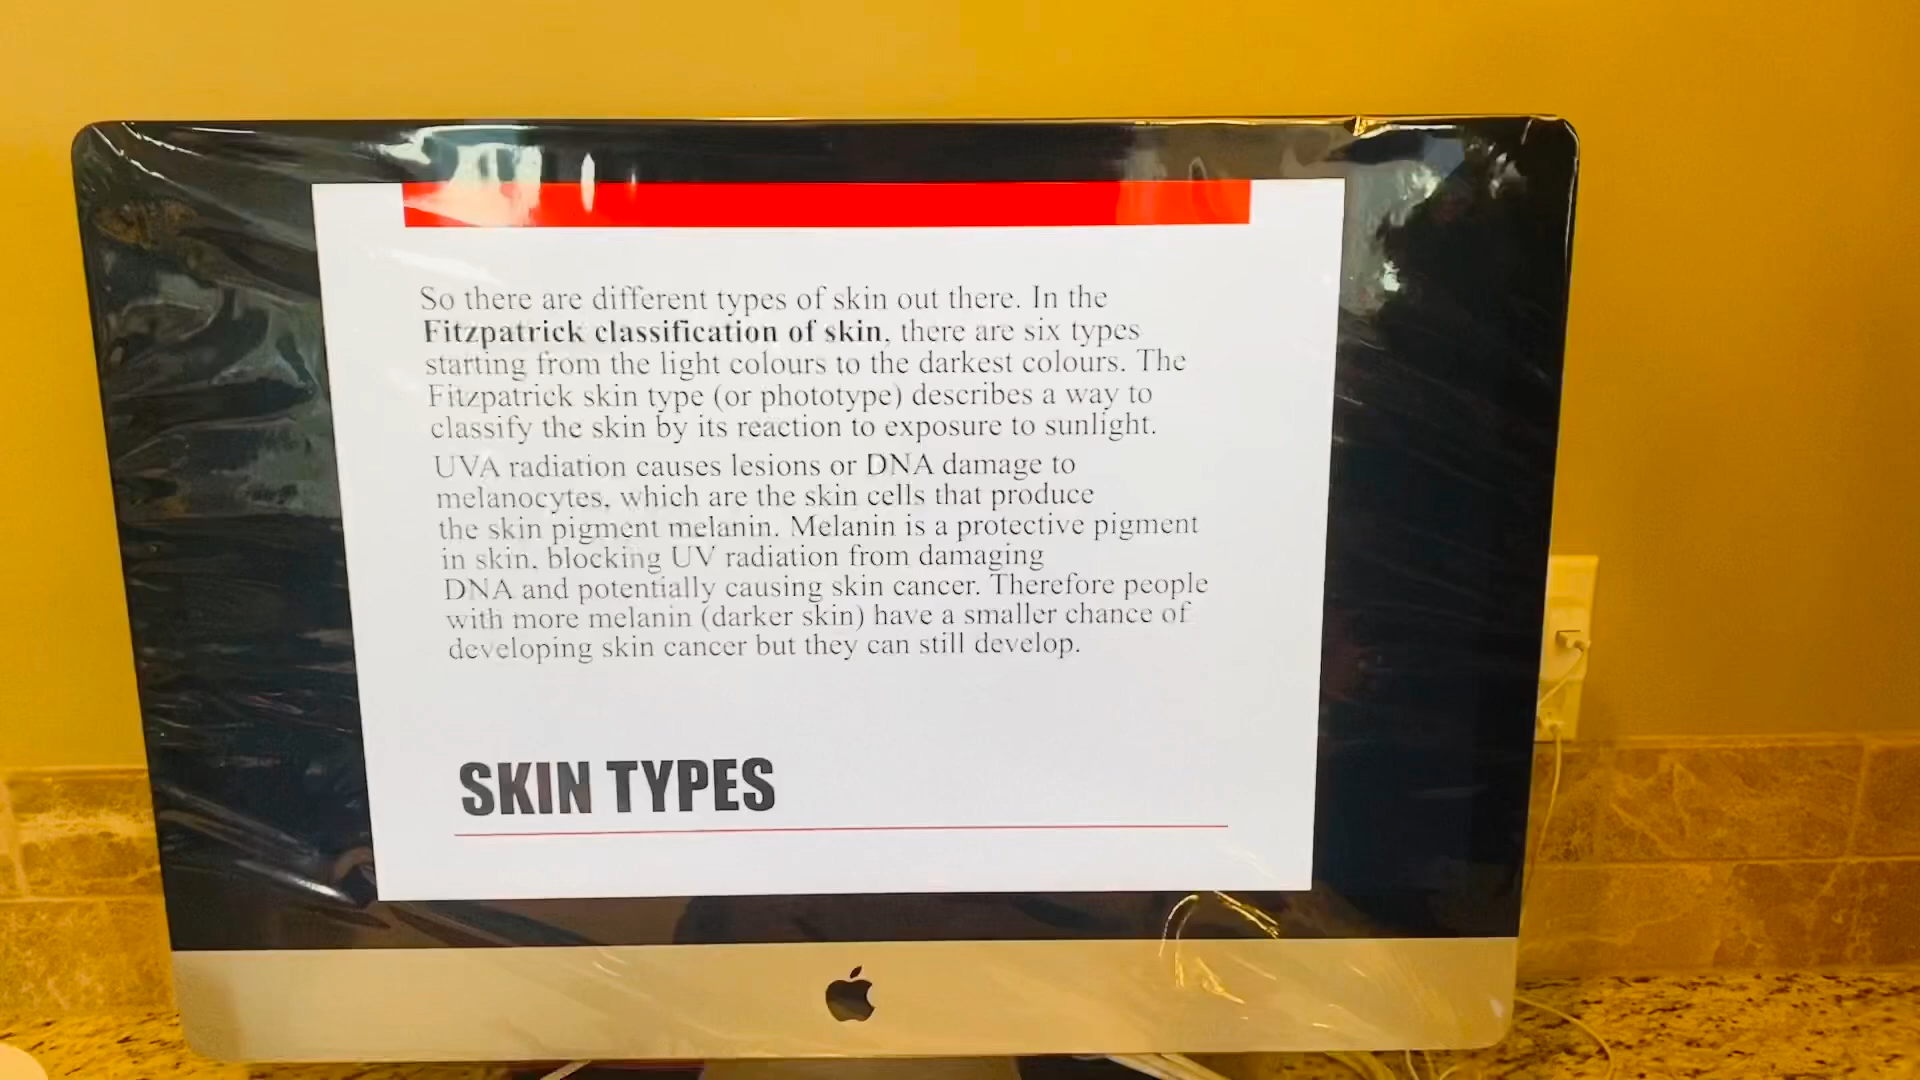 So there are different types of skin out there. In the
Fitzpatrick classification of skin, there are six types
starting from the light colours to the darkest colours. The
Fitzpatrick skin type (or phototype) describes a way to
classify the skin by its reaction to exposure to sunlight.
UVA radiation causes lesions or DNA damage to
melanocytes, which are the skin cells that produce
the skin pigment melanin. Melanin is a protective pigment
in skin, blocking UV radiation from damaging
DNA and potentially causing skin cancer. Therefore people
with more melanin (darker skin) have a smaller chance of
developing skin cancer but they can still develop.
SKIN TYPES